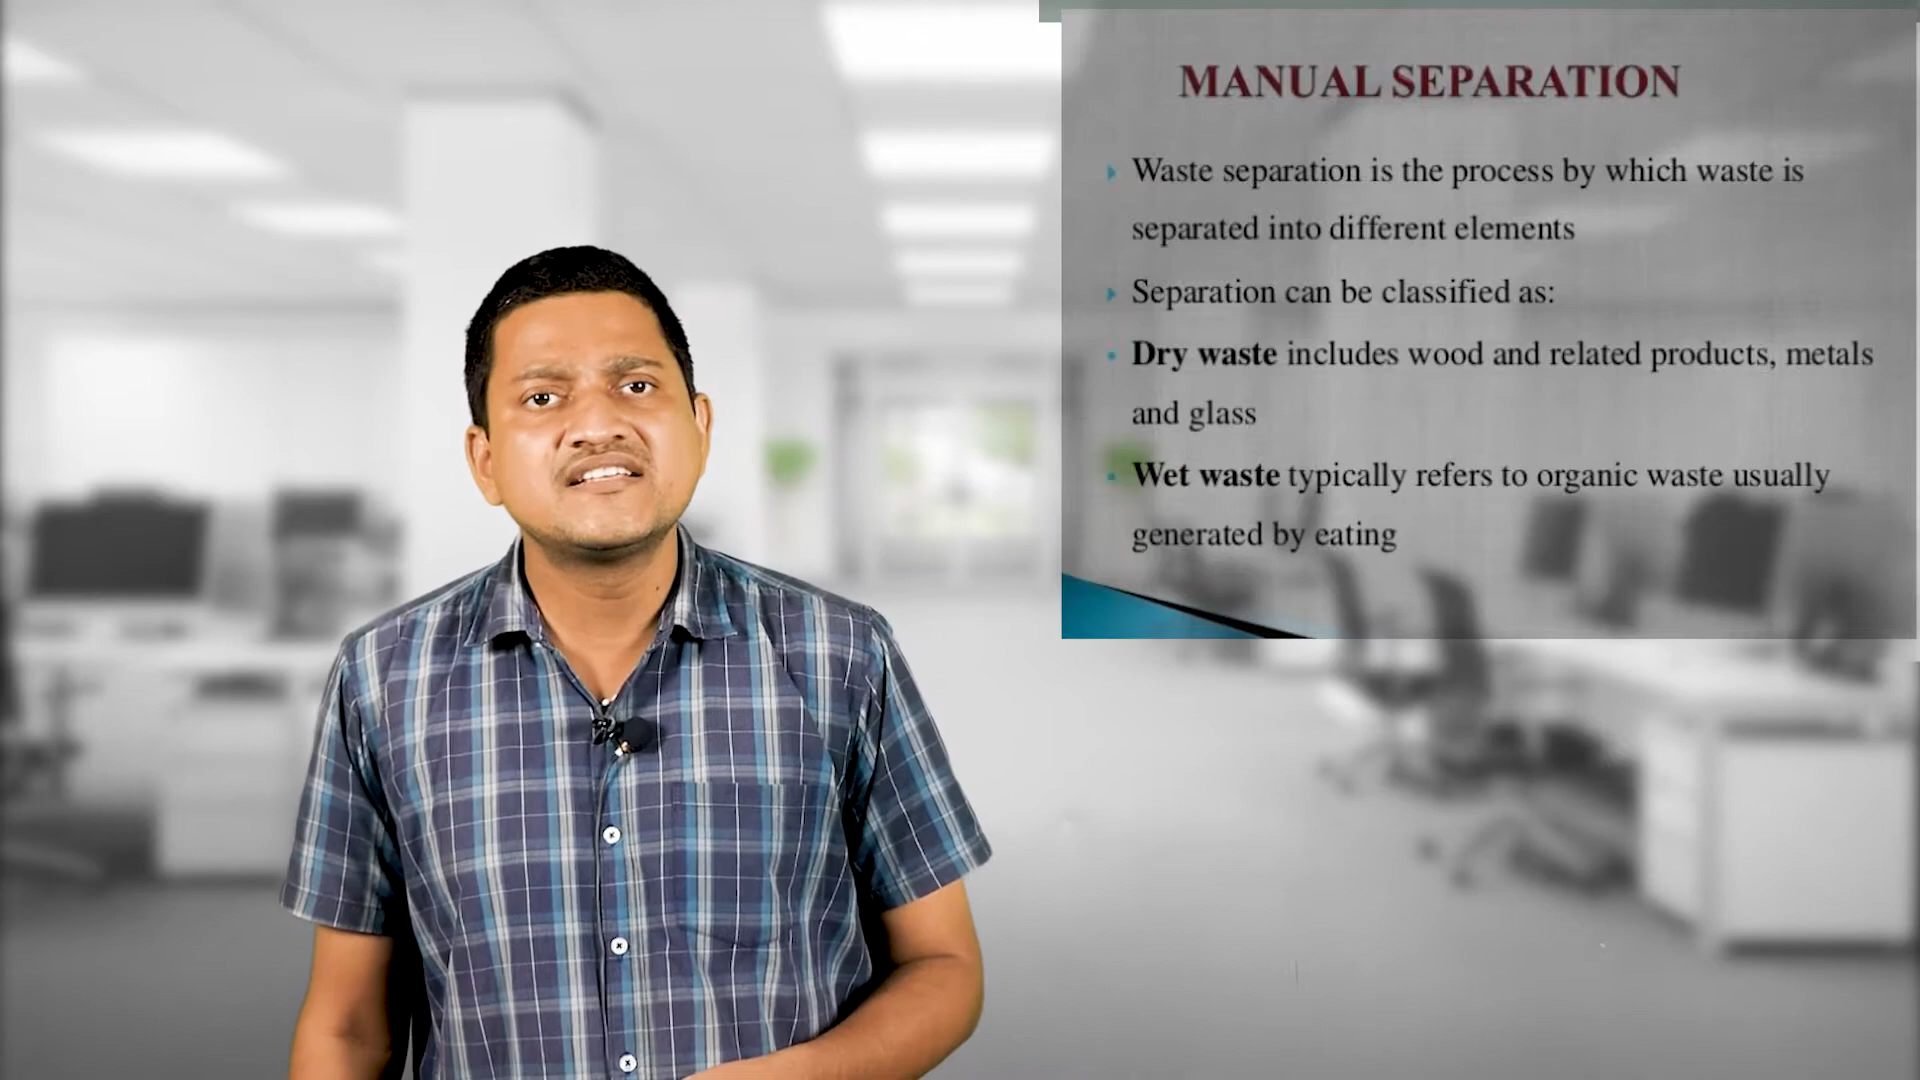 MANUAL SEPARATION
Waste separation is the process by which waste is
separated into different elements
Separation can be classified as:
Dry waste includes wood and related products, metals
and glass
Wet waste typically refers to organic waste usually
generated by eating